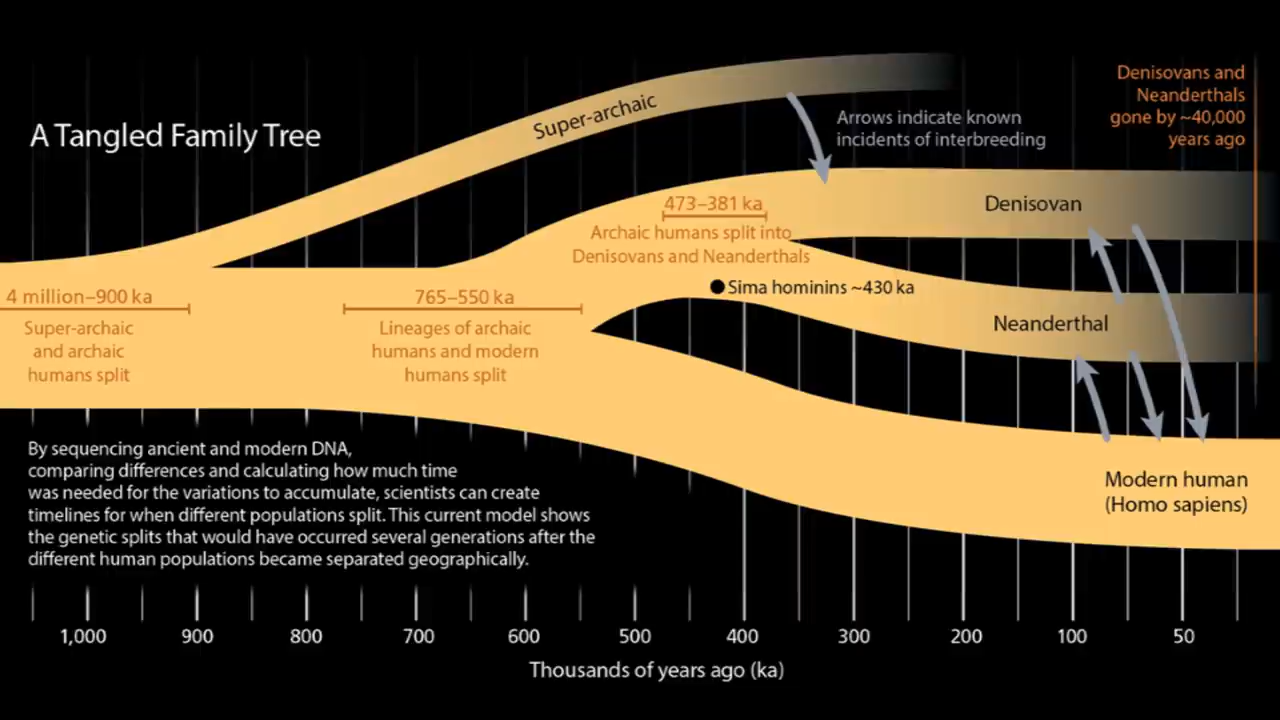 A Tangled Family Tree
Super-archaic
Arrows indicate known
incidents of interbreeding
Denisovans and
Neanderthals
gone by ~40,000
years ago
473–381 ka
Archaic humans split into
Denisovans and Neanderthals
Denisovan
Sima hominins ~430 ka
Neanderthal
4 million–900 ka
Super-archaic
and archaic
humans split
765–550 ka
Lineages of archaic
humans and modern
humans split
Modern human
(Homo sapiens)
By sequencing ancient and modern DNA,
comparing differences and calculating how much time
was needed for the variations to accumulate, scientists can create
timelines for when different populations split. This current model shows
the genetic splits that would have occurred several generations after the
different human populations became separated geographically.
1,000 900 800 700 600 500 400 300 200 100 50
Thousands of years ago (ka)